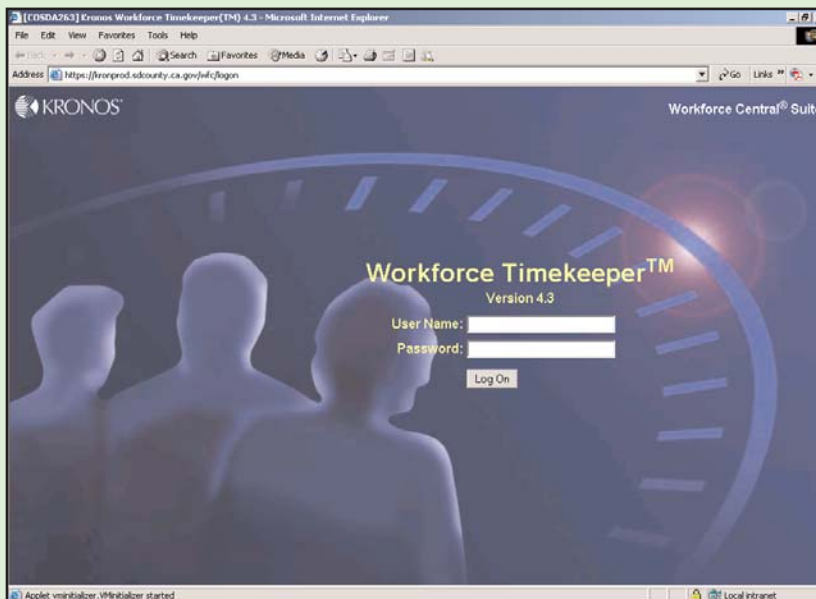 [COSDA263] Kronos Workforce Timekeeper(TM) 4.3 - Microsoft Internet Explorer
File Edit View Favorites Tools Help
Back Search Favorites Media
Address https://kronprod.sdcounty.ca.gov/wfc/logon Go Links »
KRONOS® Workforce Central® Suite
Workforce Timekeeper™
Version 4.3
User Name:
Password:
Log On
Applet vminitializer.VMInitializer started Local intranet